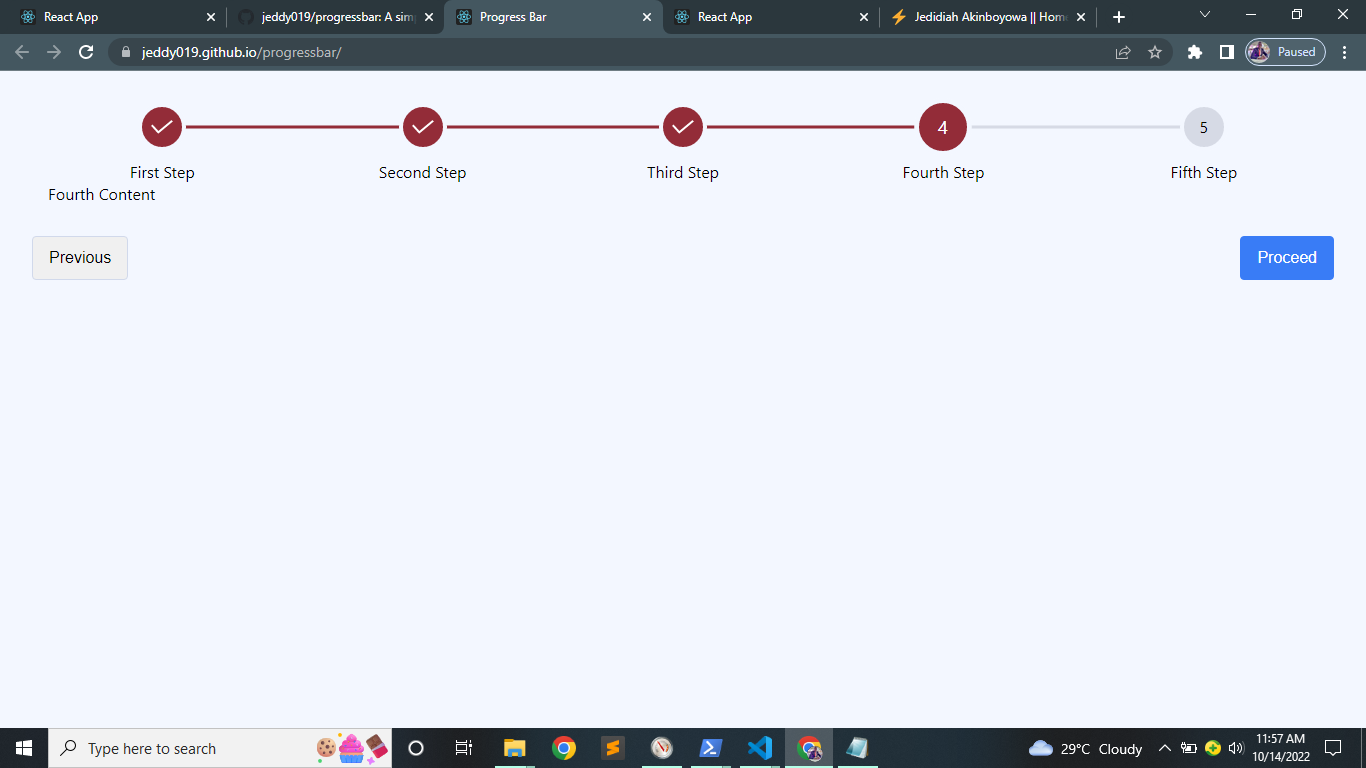 React App
jeddy019/progressbar: A sim
Progress Bar
React App
Jedidiah Akinboyowa || Hom
jeddy019.github.io/progressbar/
Paused
4
5
First Step
Second Step
Third Step
Fourth Step
Fifth Step
Fourth Content
Previous
Proceed
Type here to search
29°C Cloudy
11:57 AM
10/14/2022